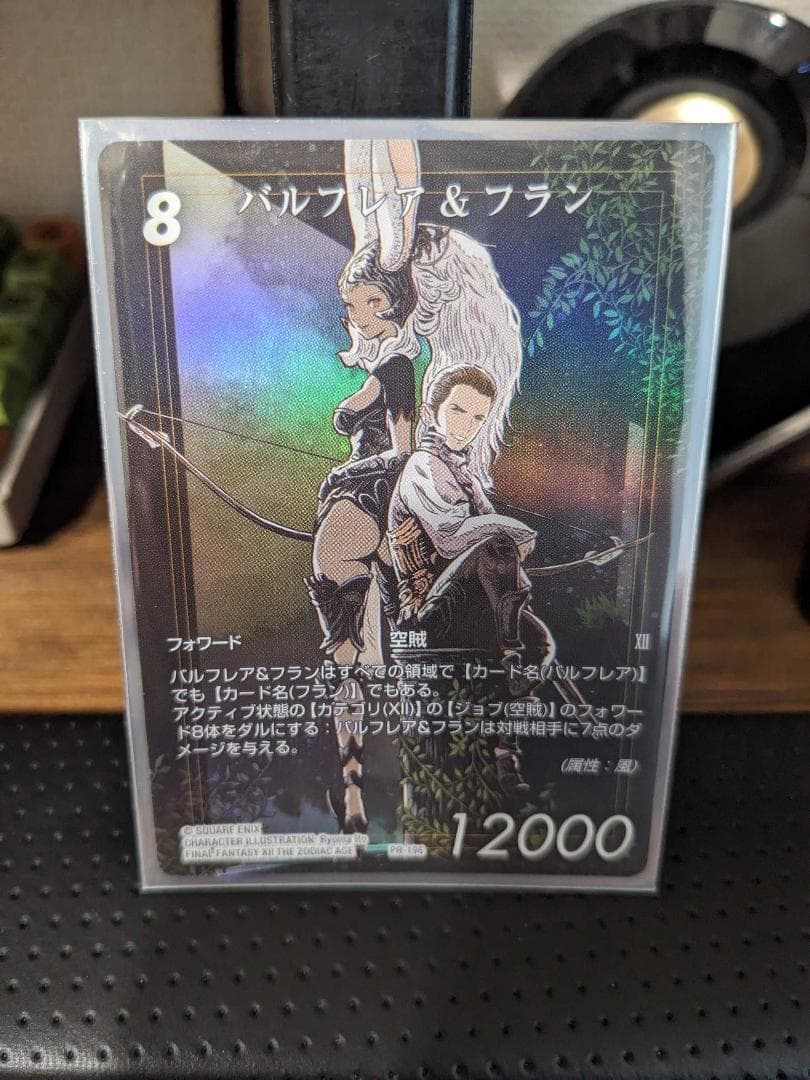 8
バルフレア & フラン
フォワード 空賊 XII
バルフレア&フランはすべての領域で【カード名(バルフレア)】
でも【カード名(フラン)】でもある。
アクティブ状態の【カテゴリ(XII)】の【ジョブ(空賊)】のフォワー
ド8体をダルにする：バルフレア&フランは対戦相手に7点のダ
メージを与える。
(属性：風)
© SQUARE ENIX
CHARACTER ILLUSTRATION: Ryoma Ito
FINAL FANTASY XII THE ZODIAC AGE
PR-196
12000